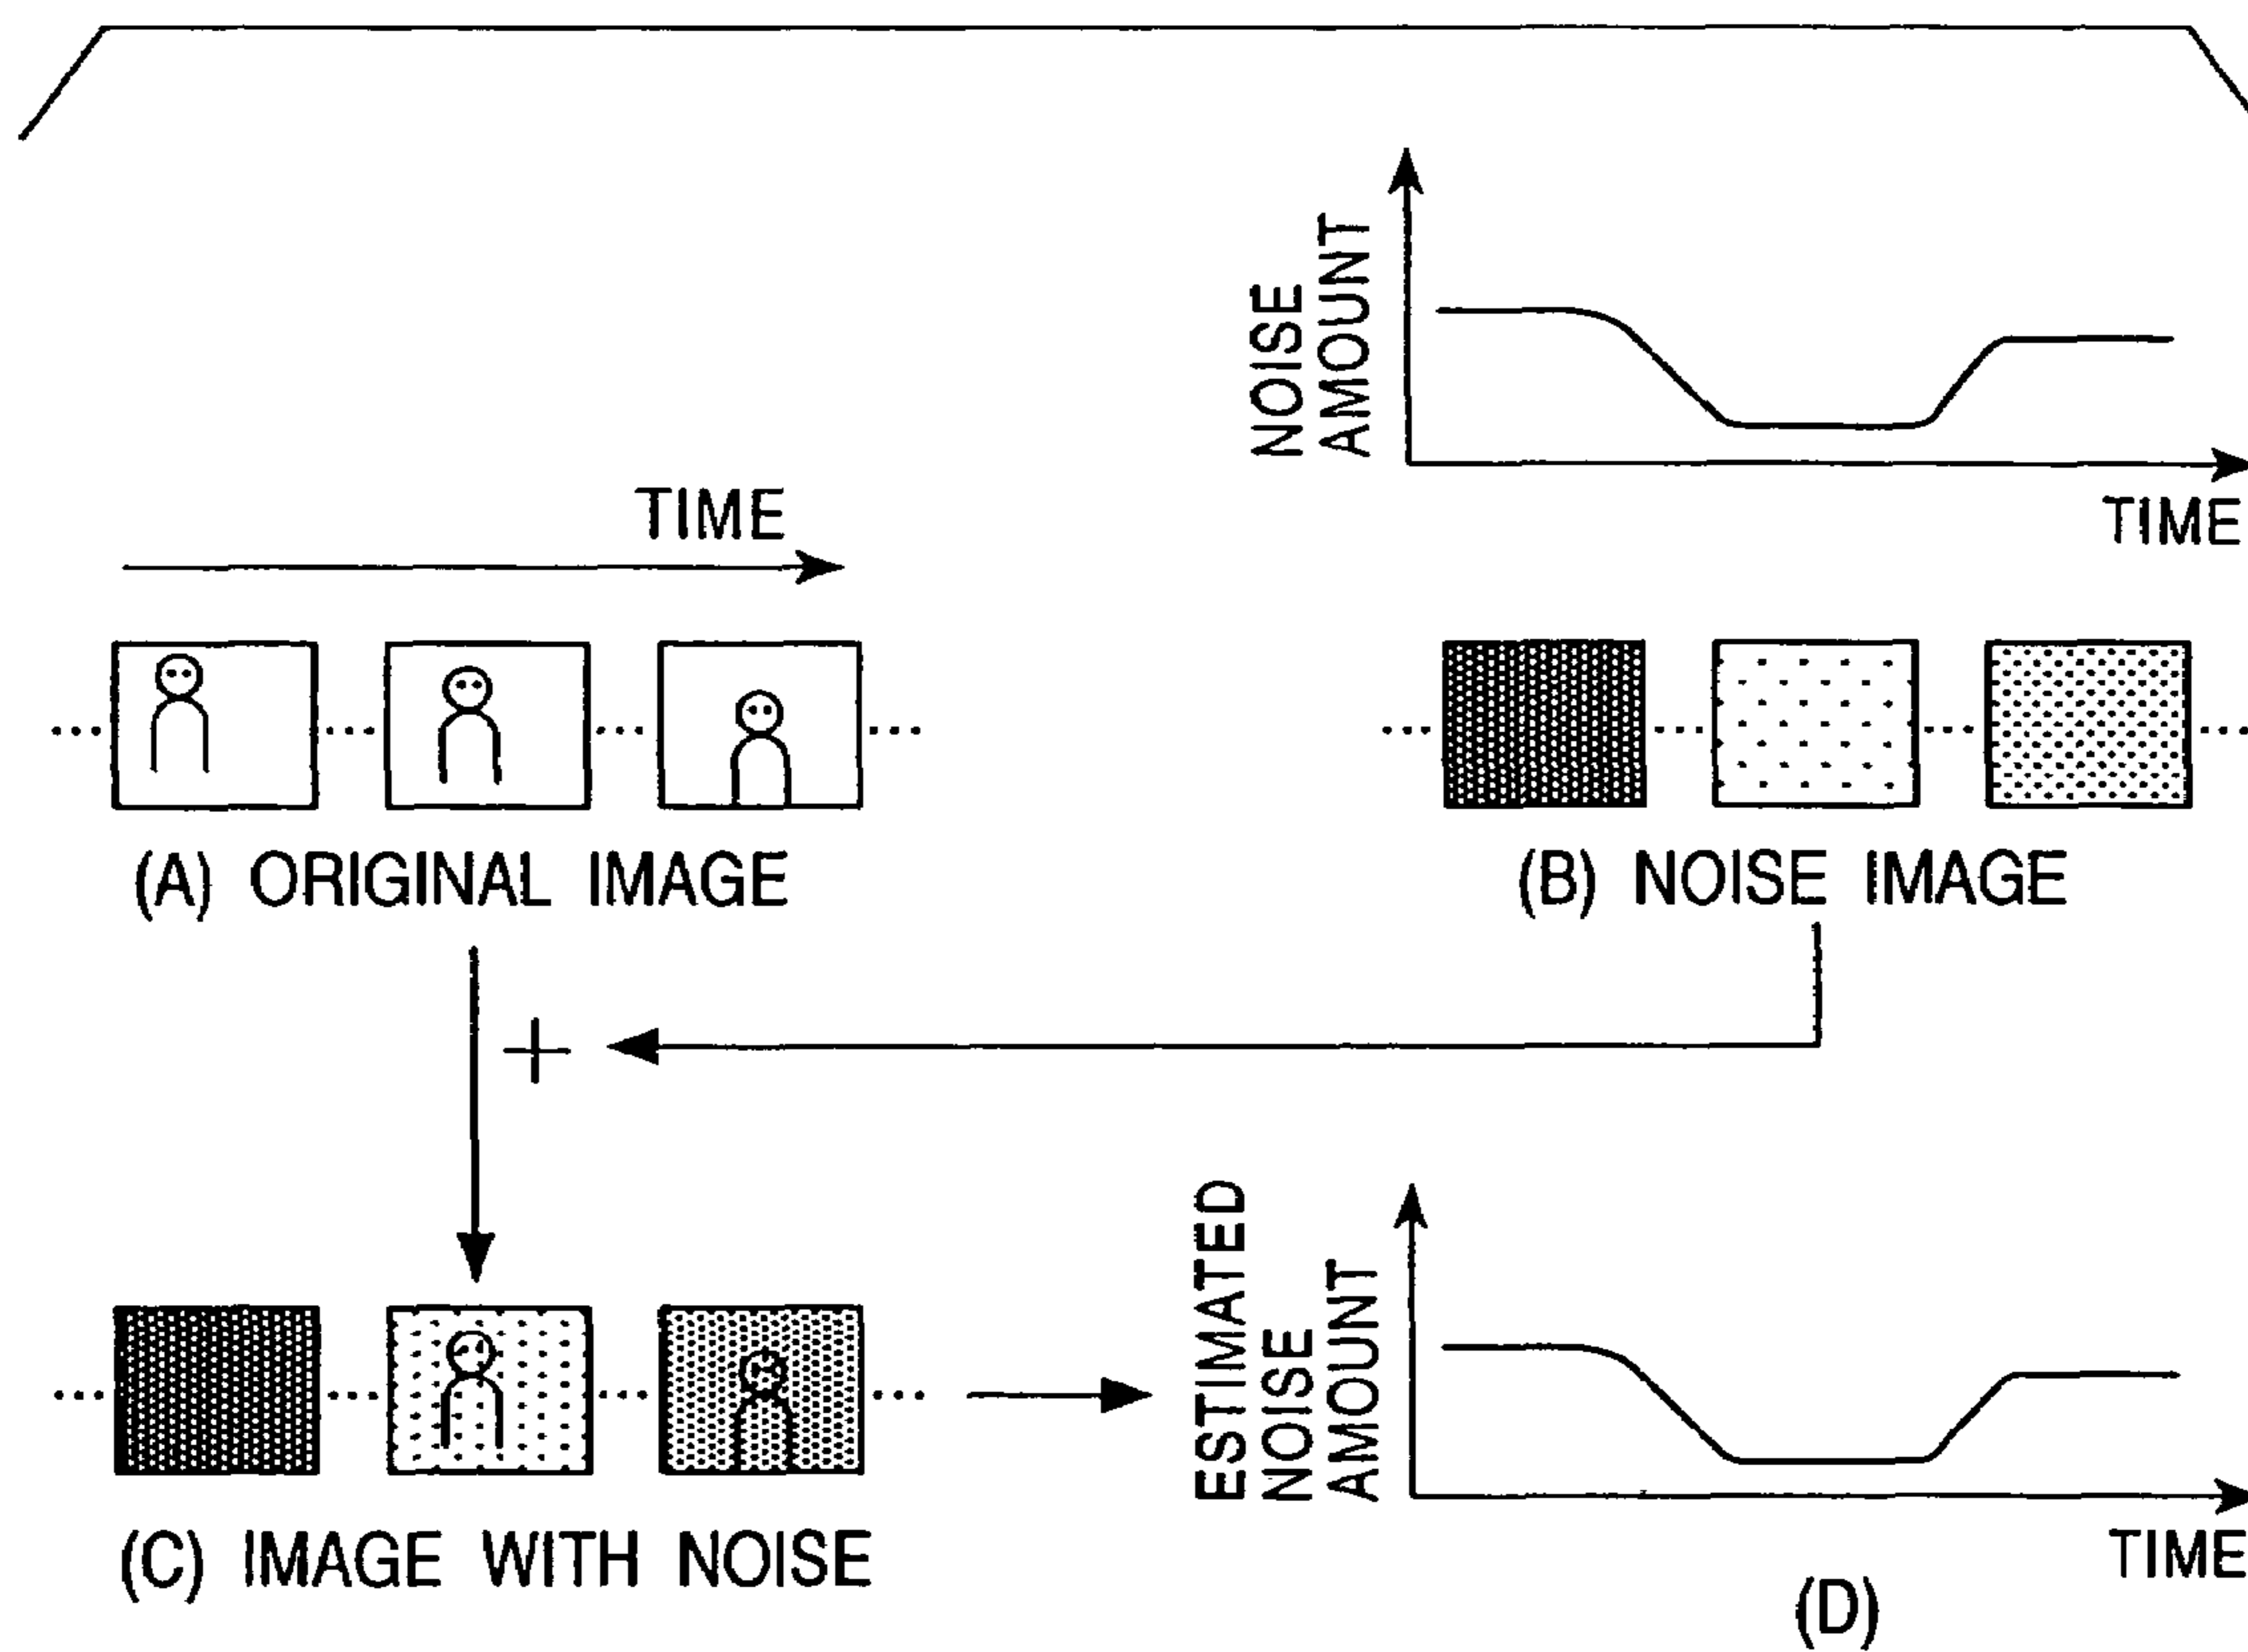 NOISE
AMOUNT
TIME
TIME
(A) ORIGINAL IMAGE
(B) NOISE IMAGE
+
ESTIMATED
NOISE
AMOUNT
TIME
(C) IMAGE WITH NOISE
(D)